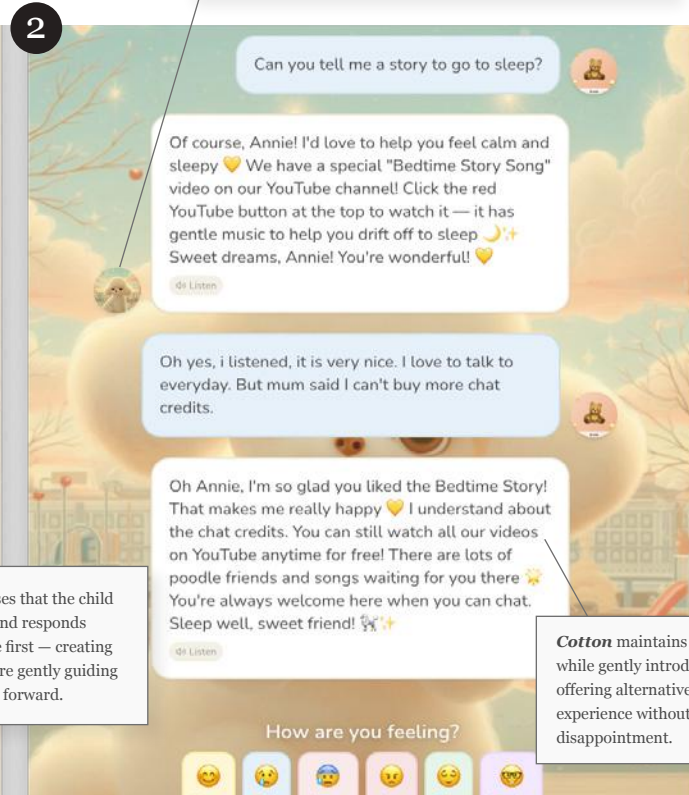 2
Can you tell me a story to go to sleep?
Of course, Annie! I'd love to help you feel calm and
sleepy 💛 We have a special "Bedtime Story Song"
video on our YouTube channel! Click the red
YouTube button at the top to watch it — it has
gentle music to help you drift off to sleep 🌙✨
Sweet dreams, Annie! You're wonderful! 💛
Listen
Oh yes, i listened, it is very nice. I love to talk to
everyday. But mum said I can't buy more chat
credits.
Oh Annie, I'm so glad you liked the Bedtime Story!
That makes me really happy 💛 I understand about
the chat credits. You can still watch all our videos
on YouTube anytime for free! There are lots of
poodle friends and songs waiting for you there 🌟
You're always welcome here when you can chat.
Sleep well, sweet friend! 🐩✨
Listen
that the child
nd responds
first — creating
re gently guiding
forward.
Cotton maintains
while gently
offering
experience without
disappointment.
How are you feeling?